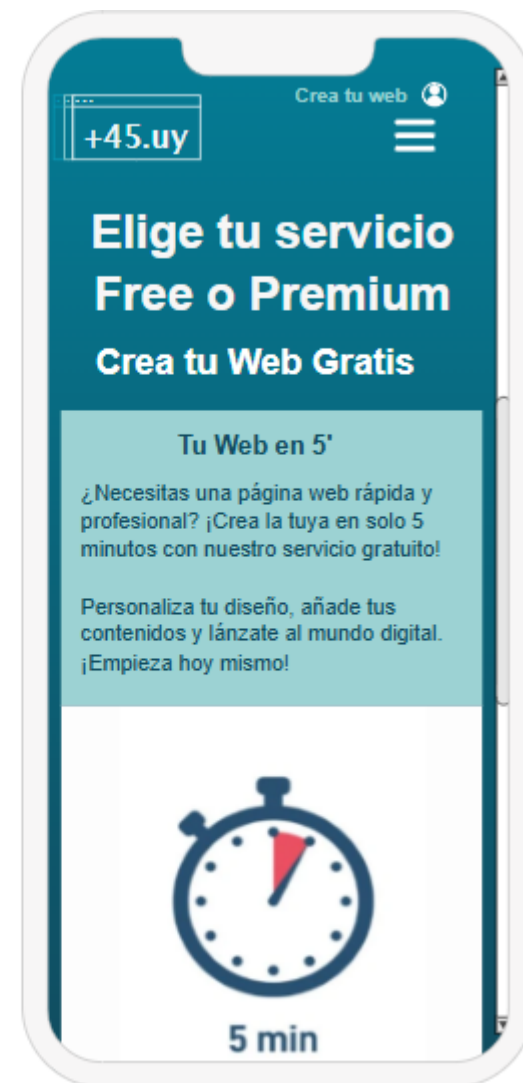 Crea tu web
+45.uy
Elige tu servicio
Free o Premium
Crea tu Web Gratis
Tu Web en 5'
¿Necesitas una página web rápida y
profesional? ¡Crea la tuya en solo 5
minutos con nuestro servicio gratuito!
Personaliza tu diseño, añade tus
contenidos y lánzate al mundo digital.
¡Empieza hoy mismo!
5 min